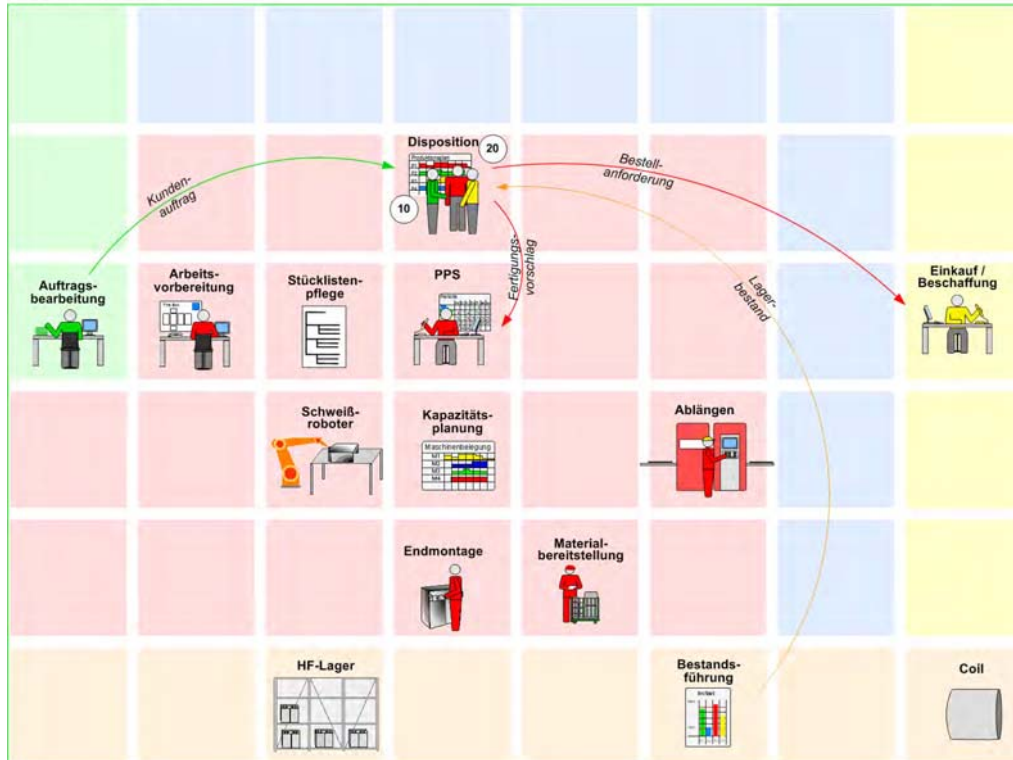 Disposition
20
Produktionsplan
10
Kunden-
auftrag
Bestell-
anforderung
Fertigungs-
vorschlag
Lager-
bestand
Auftrags-
bearbeitung
Arbeits-
vorbereitung
Stücklisten-
pflege
PPS
Einkauf /
Beschaffung
Schweiß-
roboter
Kapazitäts-
planung
Maschinenbelegung
M1
M2
M3
M4
Ablängen
Endmontage
Material-
bereitstellung
HF-Lager
Bestands-
führung
Coil